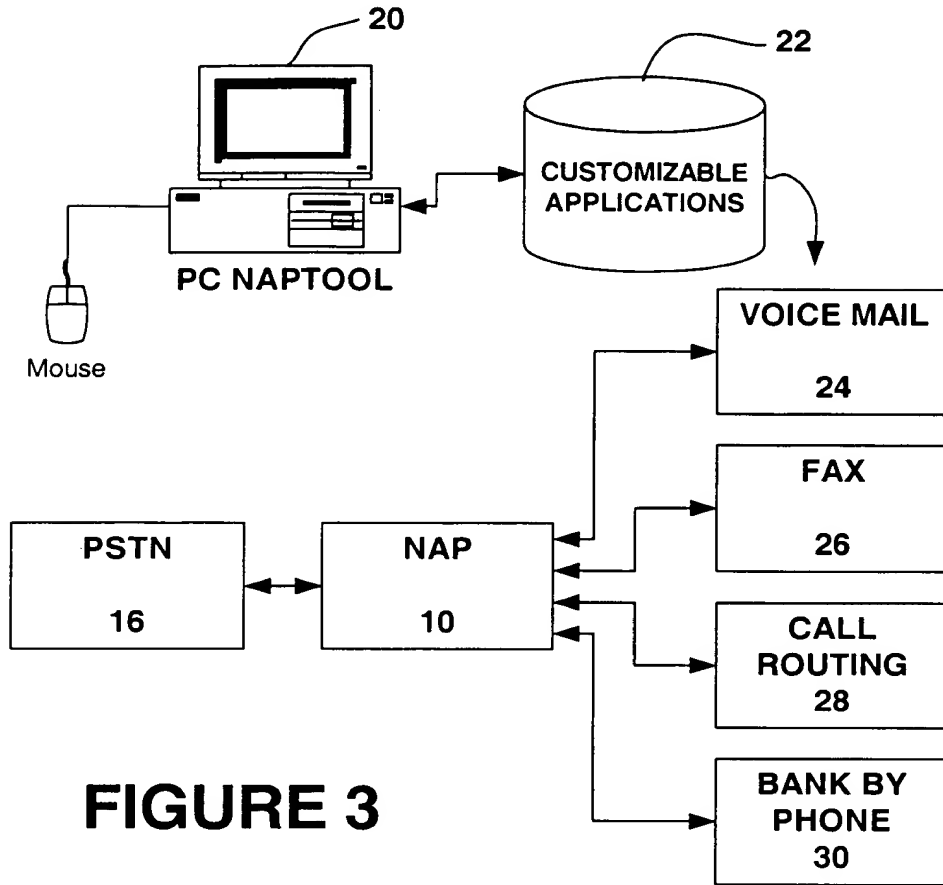 20
22
CUSTOMIZABLE
APPLICATIONS
PC NAPTOOL
Mouse
VOICE MAIL
24
FAX
26
PSTN
16
NAP
10
CALL
ROUTING
28
BANK BY
PHONE
30
FIGURE 3